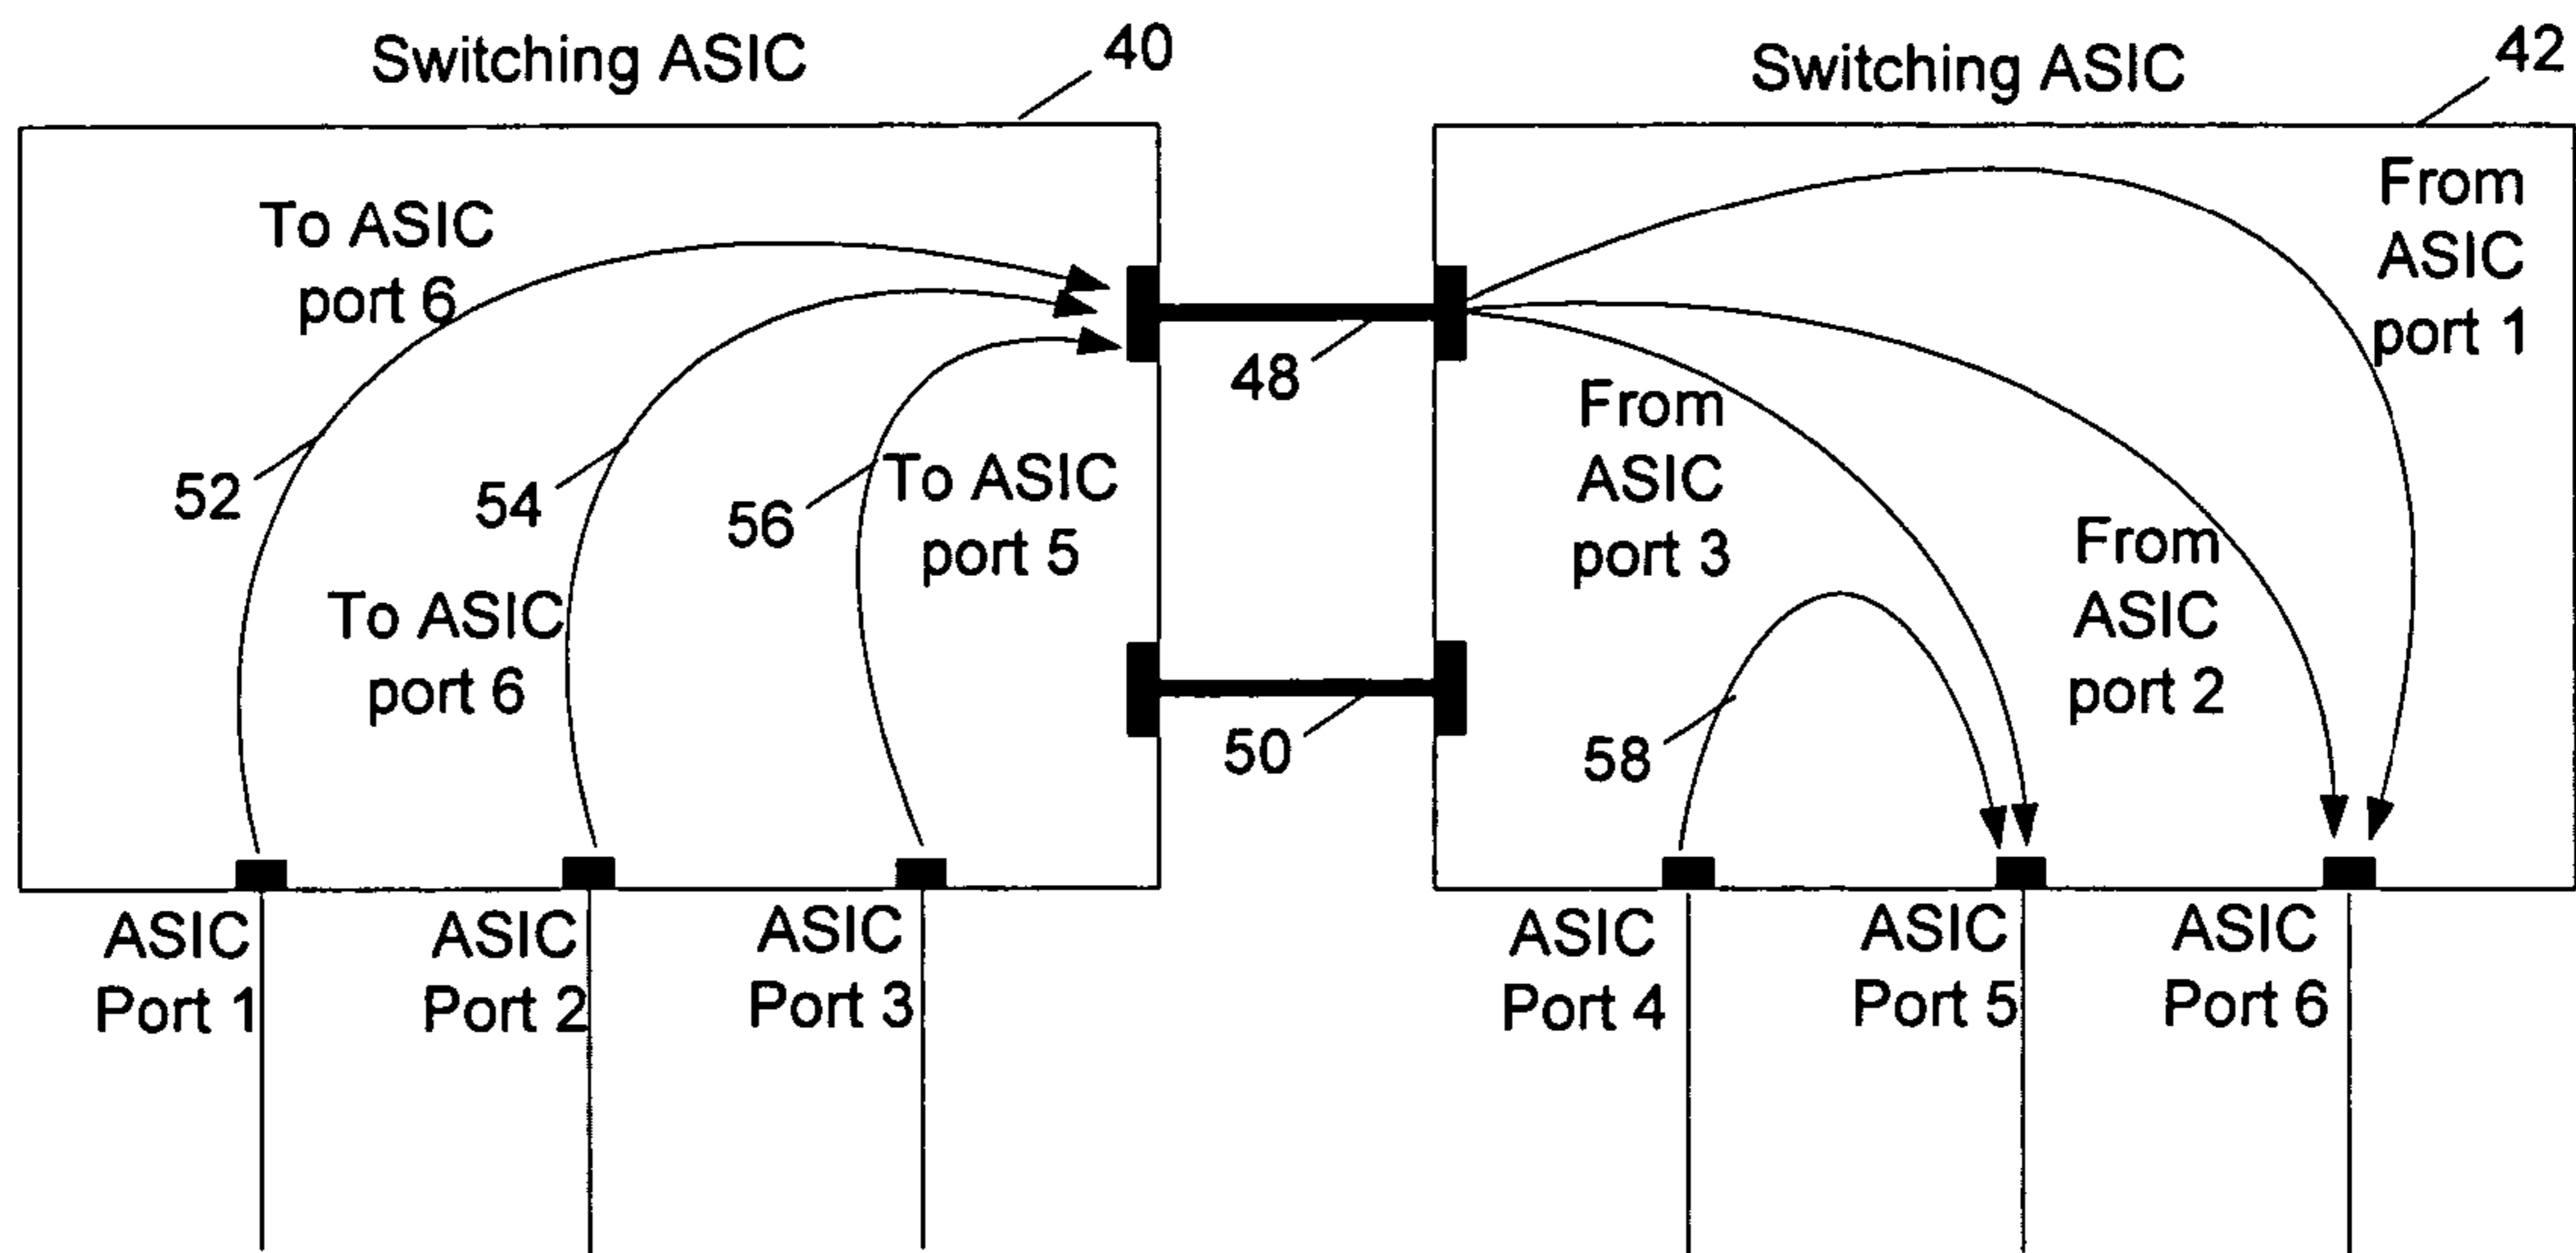 Switching ASIC
40
Switching ASIC
42
To ASIC
port 6
52
To ASIC
port 6
54
To ASIC
port 5
56
48
50
From
ASIC
port 1
From
ASIC
port 3
From
ASIC
port 2
58
ASIC
Port 1
ASIC
Port 2
ASIC
Port 3
ASIC
Port 4
ASIC
Port 5
ASIC
Port 6